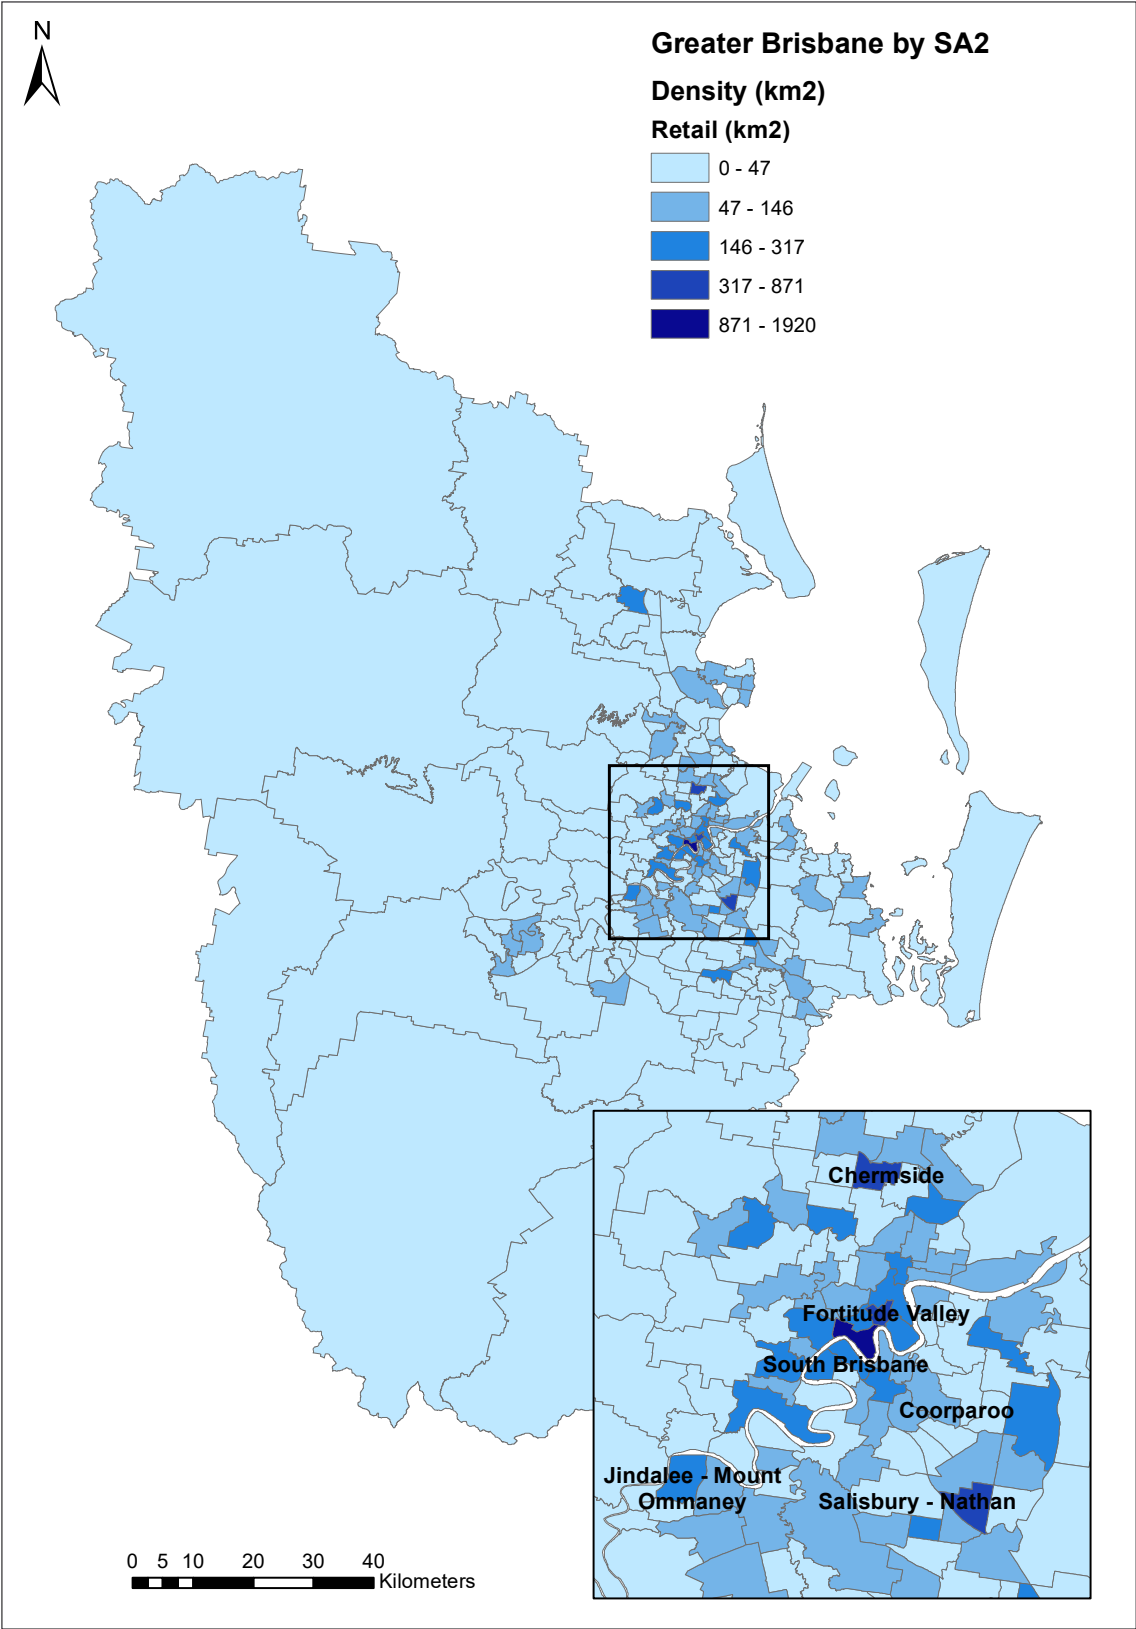 N
Greater Brisbane by SA2
Density (km2)
Retail (km2)
0 - 47
47 - 146
146 - 317
317 - 871
871 - 1920
Chermside
Fortitude Valley
South Brisbane
Coorparoo
Jindalee - Mount
Ommaney
Salisbury - Nathan
0 5 10 20 30 40
Kilometers